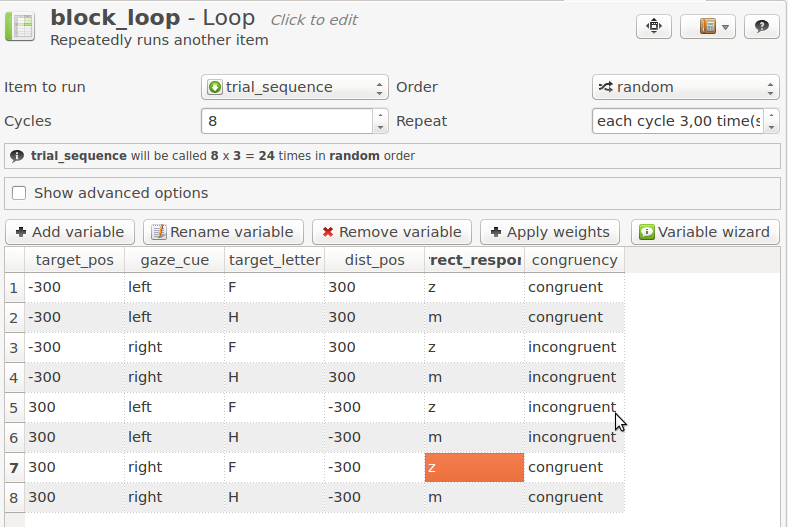 block_loop - Loop Click to edit
Repeatedly runs another item
Item to run trial_sequence Order random
Cycles 8 Repeat each cycle 3,00 time(s
trial_sequence will be called 8 x 3 = 24 times in random order
Show advanced options
Add variable Rename variable Remove variable Apply weights Variable wizard
target_pos gaze_cue target_letter dist_pos rrect_respor congruency
1 -300 left F 300 z congruent
2 -300 left H 300 m congruent
3 -300 right F 300 z incongruent
4 -300 right H 300 m incongruent
5 300 left F -300 z incongruent
6 300 left H -300 m incongruent
7 300 right F -300 z congruent
8 300 right H -300 m congruent